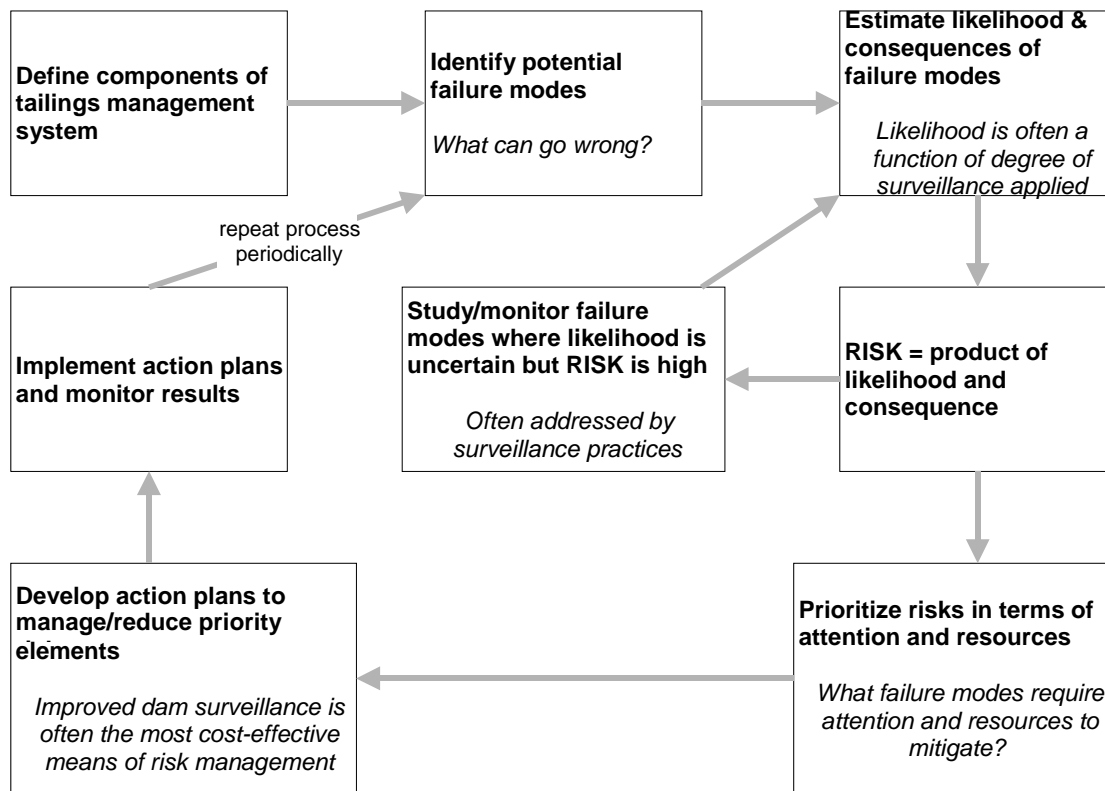 Define components of
tailings management
system
Identify potential
failure modes
What can go wrong?
Estimate likelihood &
consequences of
failure modes
Likelihood is often a
function of degree of
surveillance applied
repeat process
periodically
Implement action plans
and monitor results
Study/monitor failure
modes where likelihood is
uncertain but RISK is high
Often addressed by
surveillance practices
RISK = product of
likelihood and
consequence
Develop action plans to
manage/reduce priority
elements
Improved dam surveillance is
often the most cost-effective
means of risk management
Prioritize risks in terms of
attention and resources
What failure modes require
attention and resources to
mitigate?